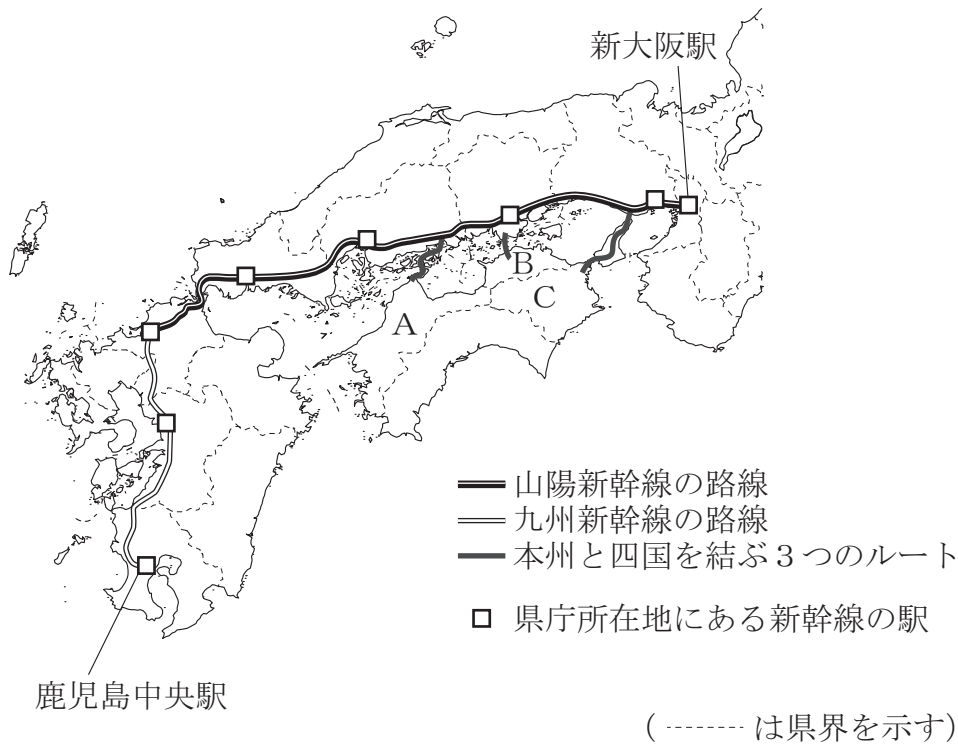 新大阪駅
B
C
A
山陽新幹線の路線
九州新幹線の路線
本州と四国を結ぶ３つのルート
県庁所在地にある新幹線の駅
鹿児島中央駅
( -------- は県界を示す)